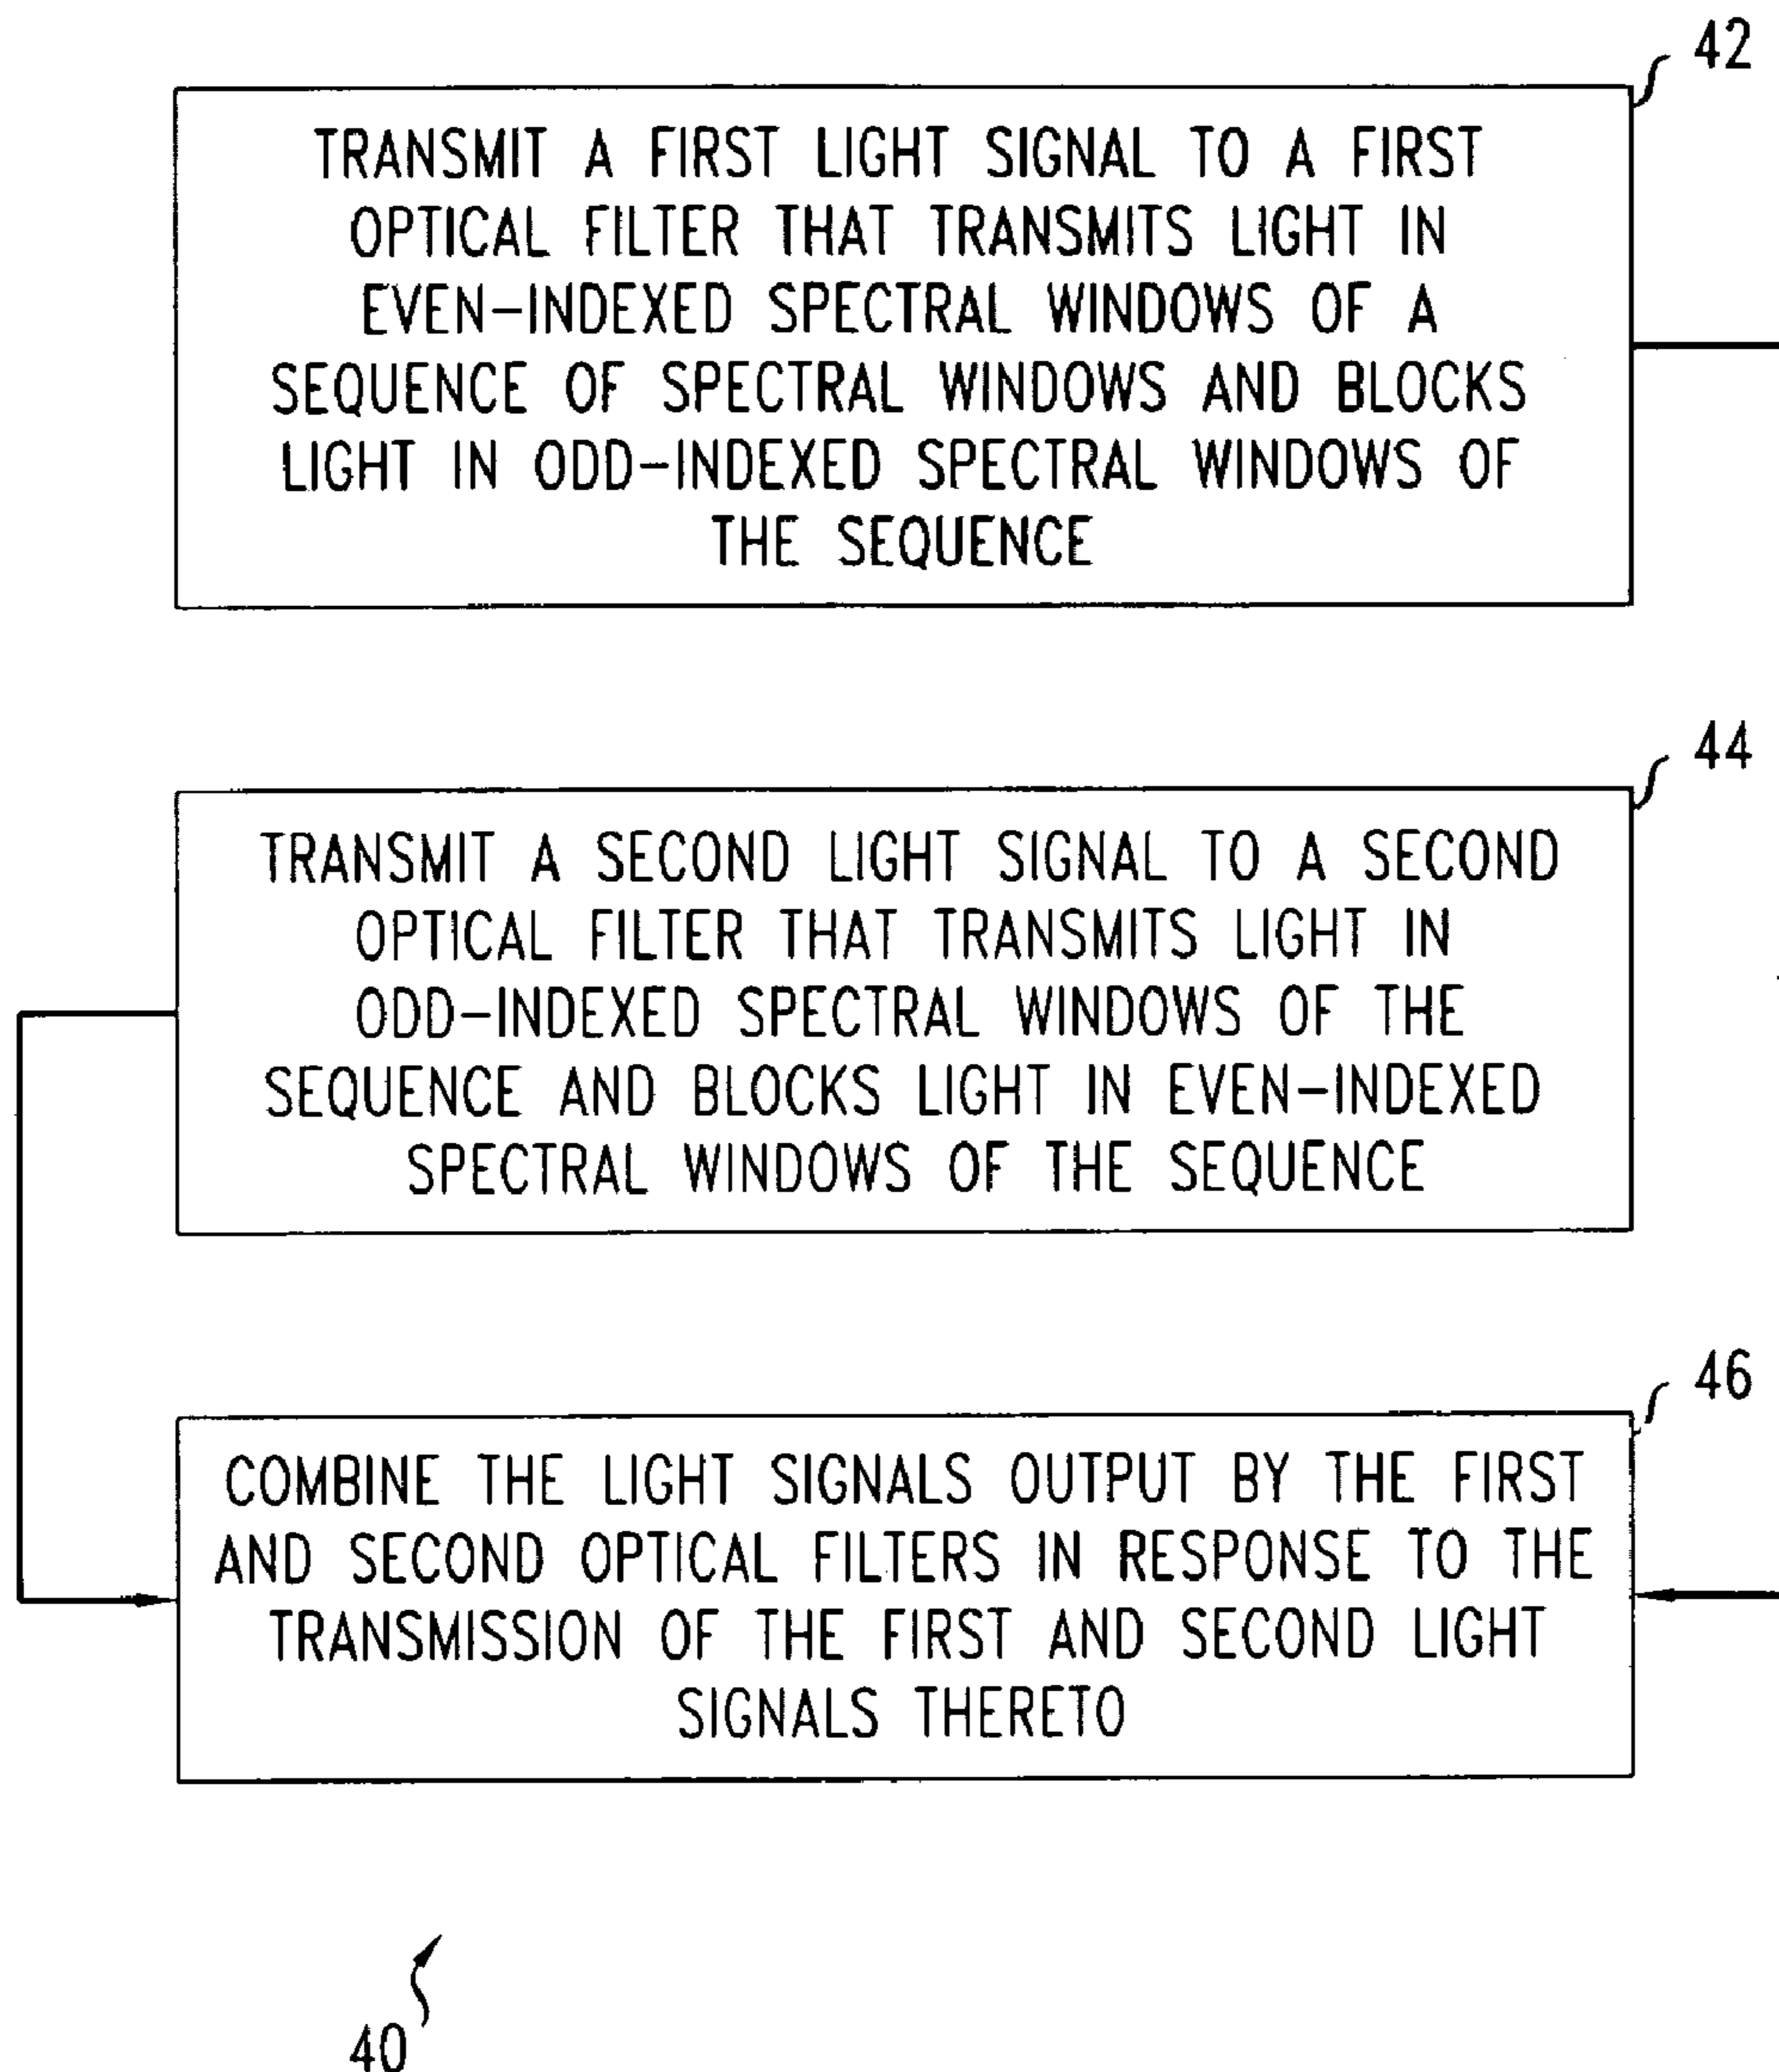 42
TRANSMIT A FIRST LIGHT SIGNAL TO A FIRST
OPTICAL FILTER THAT TRANSMITS LIGHT IN
EVEN-INDEXED SPECTRAL WINDOWS OF A
SEQUENCE OF SPECTRAL WINDOWS AND BLOCKS
LIGHT IN ODD-INDEXED SPECTRAL WINDOWS OF
THE SEQUENCE
44
TRANSMIT A SECOND LIGHT SIGNAL TO A SECOND
OPTICAL FILTER THAT TRANSMITS LIGHT IN
ODD-INDEXED SPECTRAL WINDOWS OF THE
SEQUENCE AND BLOCKS LIGHT IN EVEN-INDEXED
SPECTRAL WINDOWS OF THE SEQUENCE
46
COMBINE THE LIGHT SIGNALS OUTPUT BY THE FIRST
AND SECOND OPTICAL FILTERS IN RESPONSE TO THE
TRANSMISSION OF THE FIRST AND SECOND LIGHT
SIGNALS THERETO
40